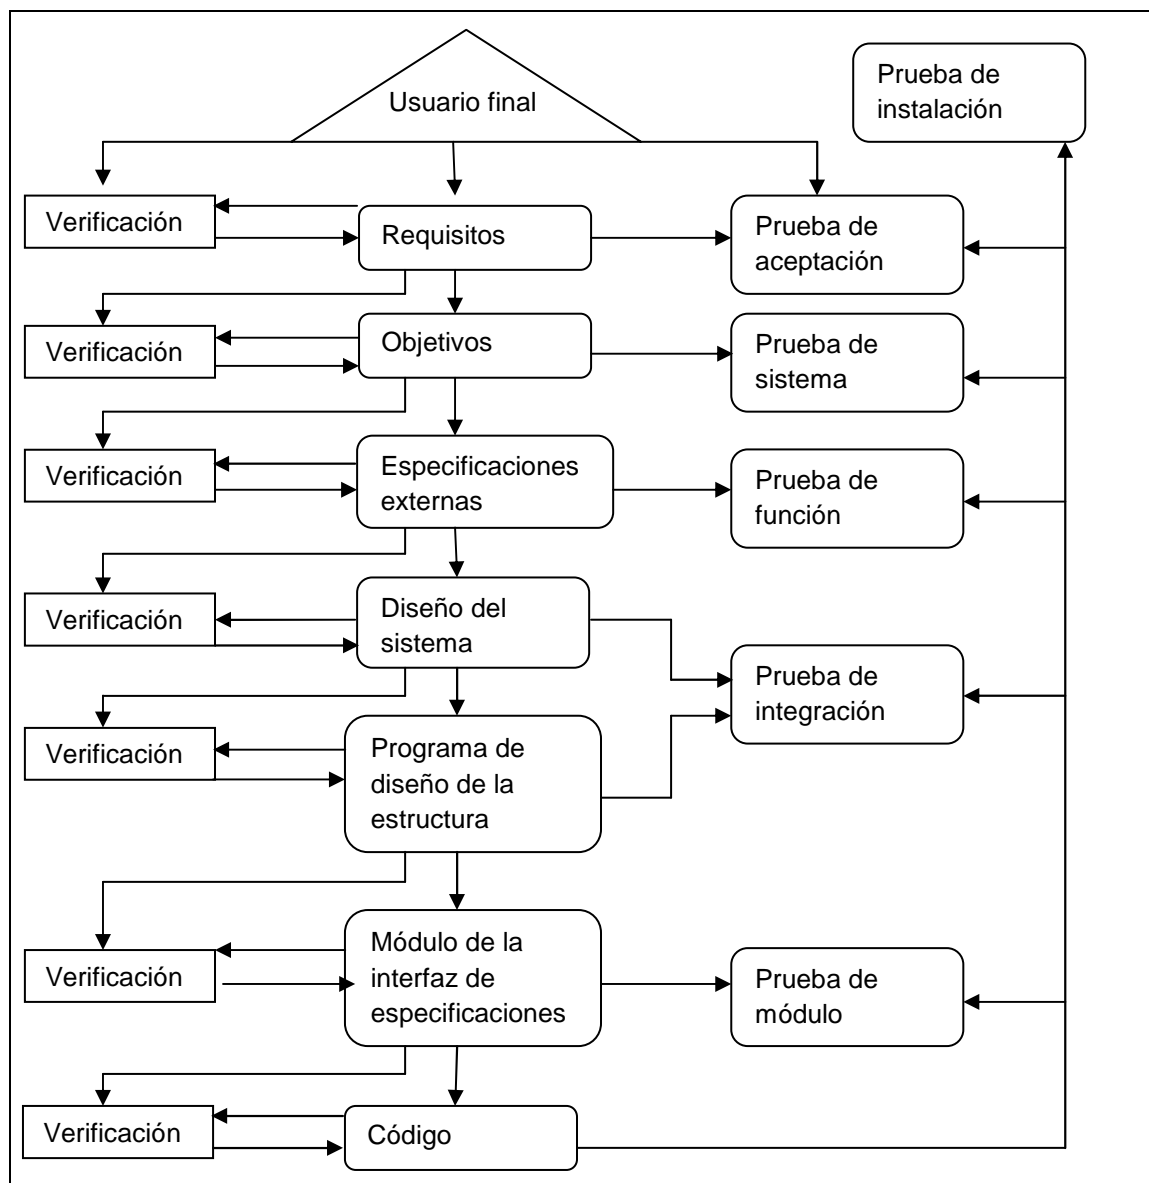 Usuario final
Prueba de
instalación
Verificación
Requisitos
Prueba de
aceptación
Verificación
Objetivos
Prueba de
sistema
Verificación
Especificaciones
externas
Prueba de
función
Verificación
Diseño del
sistema
Prueba de
integración
Verificación
Programa de
diseño de la
estructura
Verificación
Módulo de la
interfaz de
especificaciones
Prueba de
módulo
Verificación
Código